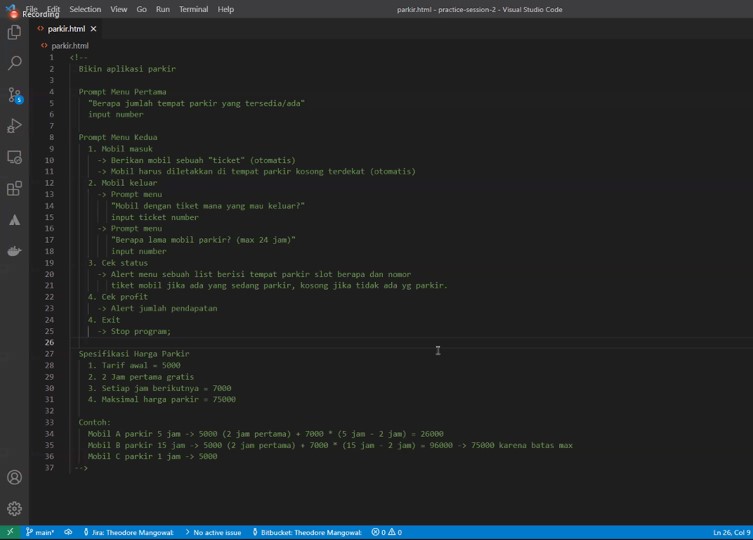 File Edit Selection View Go Run Terminal Help
parkir.html - practice-session-2 - Visual Studio Code
Recording
parkir.html
parkir.html
1 <!--
2 Bikin aplikasi parkir
3
4 Prompt Menu Pertama
5 "Berapa jumlah tempat parkir yang tersedia/ada"
6 input number
7
8 Prompt Menu Kedua
9 1. Mobil masuk
10 -> Berikan mobil sebuah "ticket" (otomatis)
11 -> Mobil harus diletakkan di tempat parkir kosong terdekat (otomatis)
12 2. Mobil keluar
13 -> Prompt menu
14 "Mobil dengan tiket mana yang mau keluar?"
15 input ticket number
16 -> Prompt menu
17 "Berapa lama mobil parkir? (max 24 jam)"
18 input number
19 3. Cek status
20 -> Alert menu sebuah list berisi tempat parkir slot berapa dan nomor
21 tiket mobil jika ada yang sedang parkir, kosong jika tidak ada yg parkir.
22 4. Cek profit
23 -> Alert jumlah pendapatan
24 4. Exit
25 -> Stop program;
26
27 Spesifikasi Harga Parkir
28 1. Tarif awal = 5000
29 2. 2 Jam pertama gratis
30 3. Setiap jam berikutnya = 7000
31 4. Maksimal harga parkir = 75000
32
33 Contoh:
34 Mobil A parkir 5 jam -> 5000 (2 jam pertama) + 7000 * (5 jam - 2 jam) = 26000
35 Mobil B parkir 15 jam -> 5000 (2 jam pertama) + 7000 * (15 jam - 2 jam) = 96000 -> 75000 karena batas max
36 Mobil C parkir 1 jam -> 5000
37 -->
main* Jira: Theodore Mangowal: No active issue Bitbucket: Theodore Mangowal: 0 0 Ln 26, Col 9